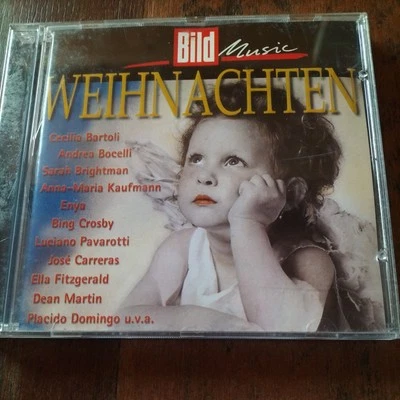 Bild Music
WEIHNACHTEN
Cecilia Bartoli
Andrea Bocelli
Sarah Brightman
Anna-Maria Kaufmann
Enya
Bing Crosby
Luciano Pavarotti
José Carreras
Ella Fitzgerald
Dean Martin
Placido Domingo u.v.a.